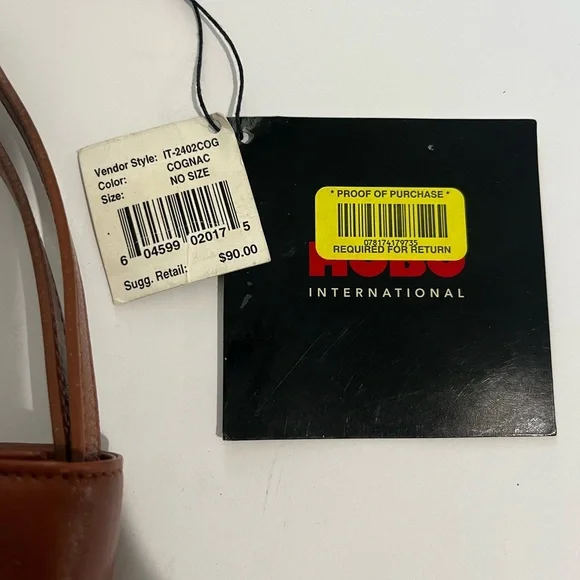 Vendor Style: IT-2402COG
Color: COGNAC
Size: NO SIZE
6 04599 02017 5
Sugg. Retail: $90.00
* PROOF OF PURCHASE *
078174179735
REQUIRED FOR RETURN
HOBO
INTERNATIONAL